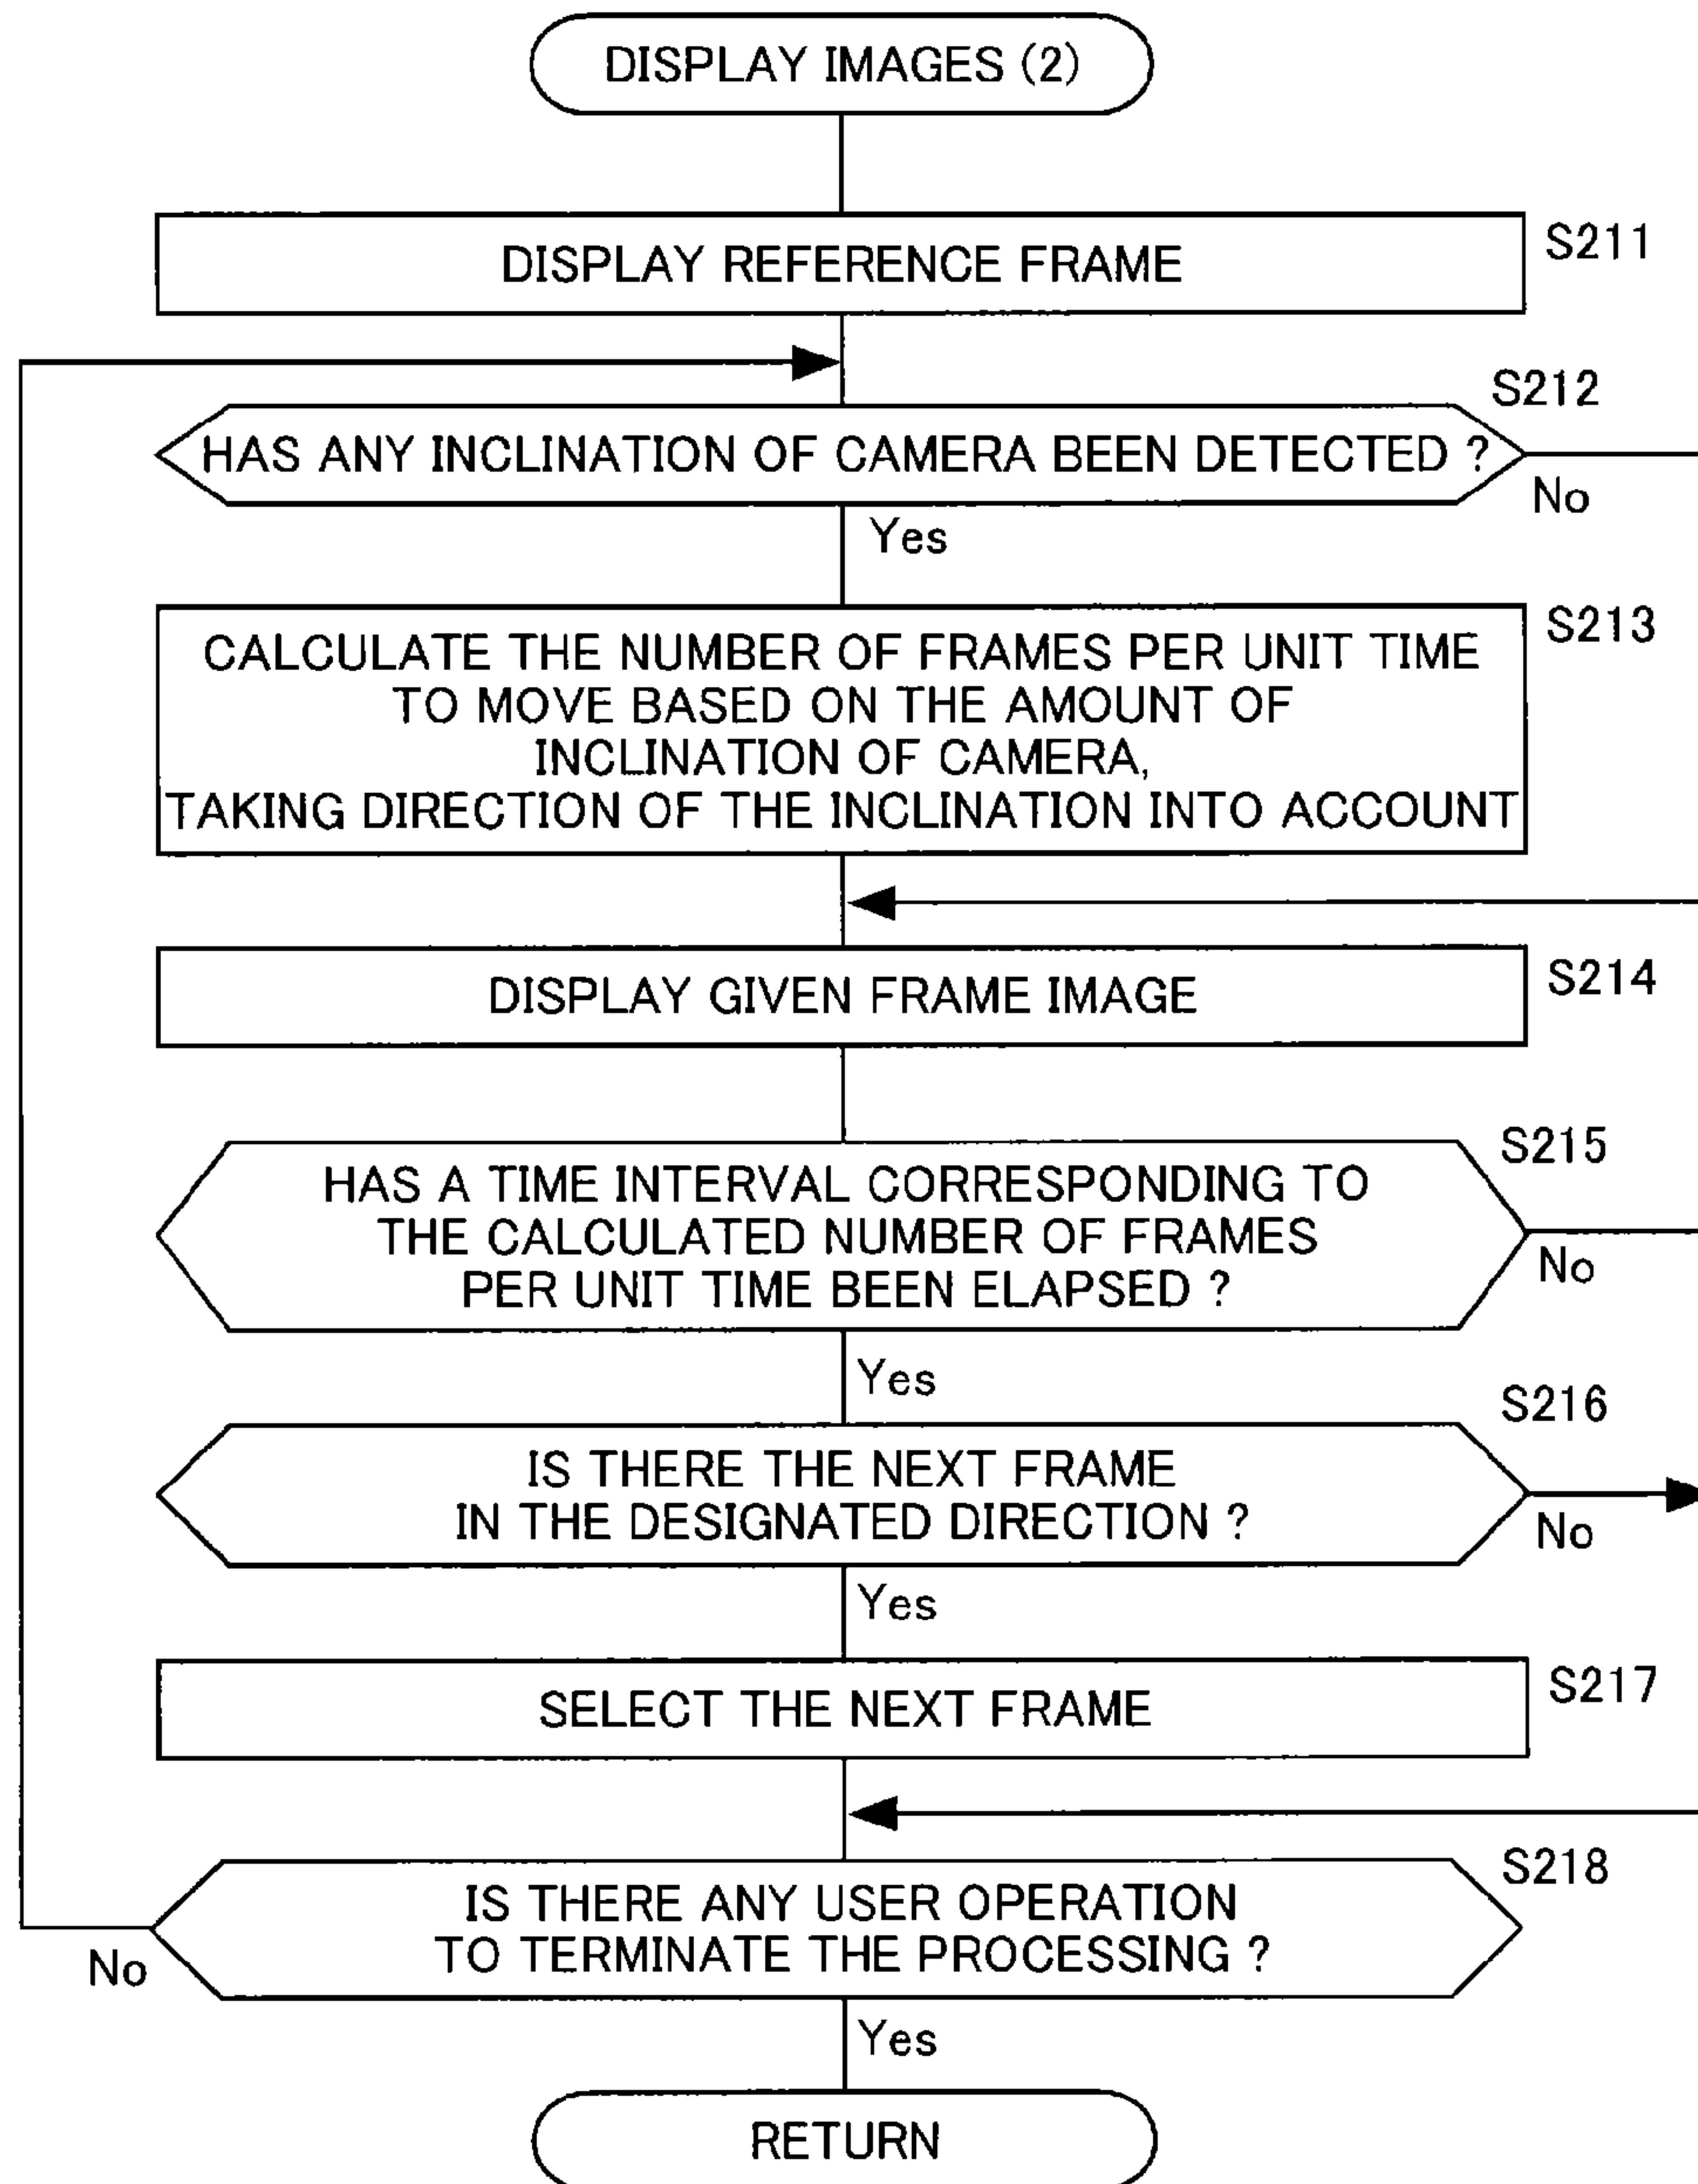 DISPLAY IMAGES (2)
DISPLAY REFERENCE FRAME
S211
S212
HAS ANY INCLINATION OF CAMERA BEEN DETECTED ?
No
Yes
S213
CALCULATE THE NUMBER OF FRAMES PER UNIT TIME
TO MOVE BASED ON THE AMOUNT OF
INCLINATION OF CAMERA,
TAKING DIRECTION OF THE INCLINATION INTO ACCOUNT
DISPLAY GIVEN FRAME IMAGE
S214
S215
HAS A TIME INTERVAL CORRESPONDING TO
THE CALCULATED NUMBER OF FRAMES
PER UNIT TIME BEEN ELAPSED ?
No
Yes
S216
IS THERE THE NEXT FRAME
IN THE DESIGNATED DIRECTION ?
No
Yes
SELECT THE NEXT FRAME
S217
S218
IS THERE ANY USER OPERATION
TO TERMINATE THE PROCESSING ?
No
Yes
RETURN